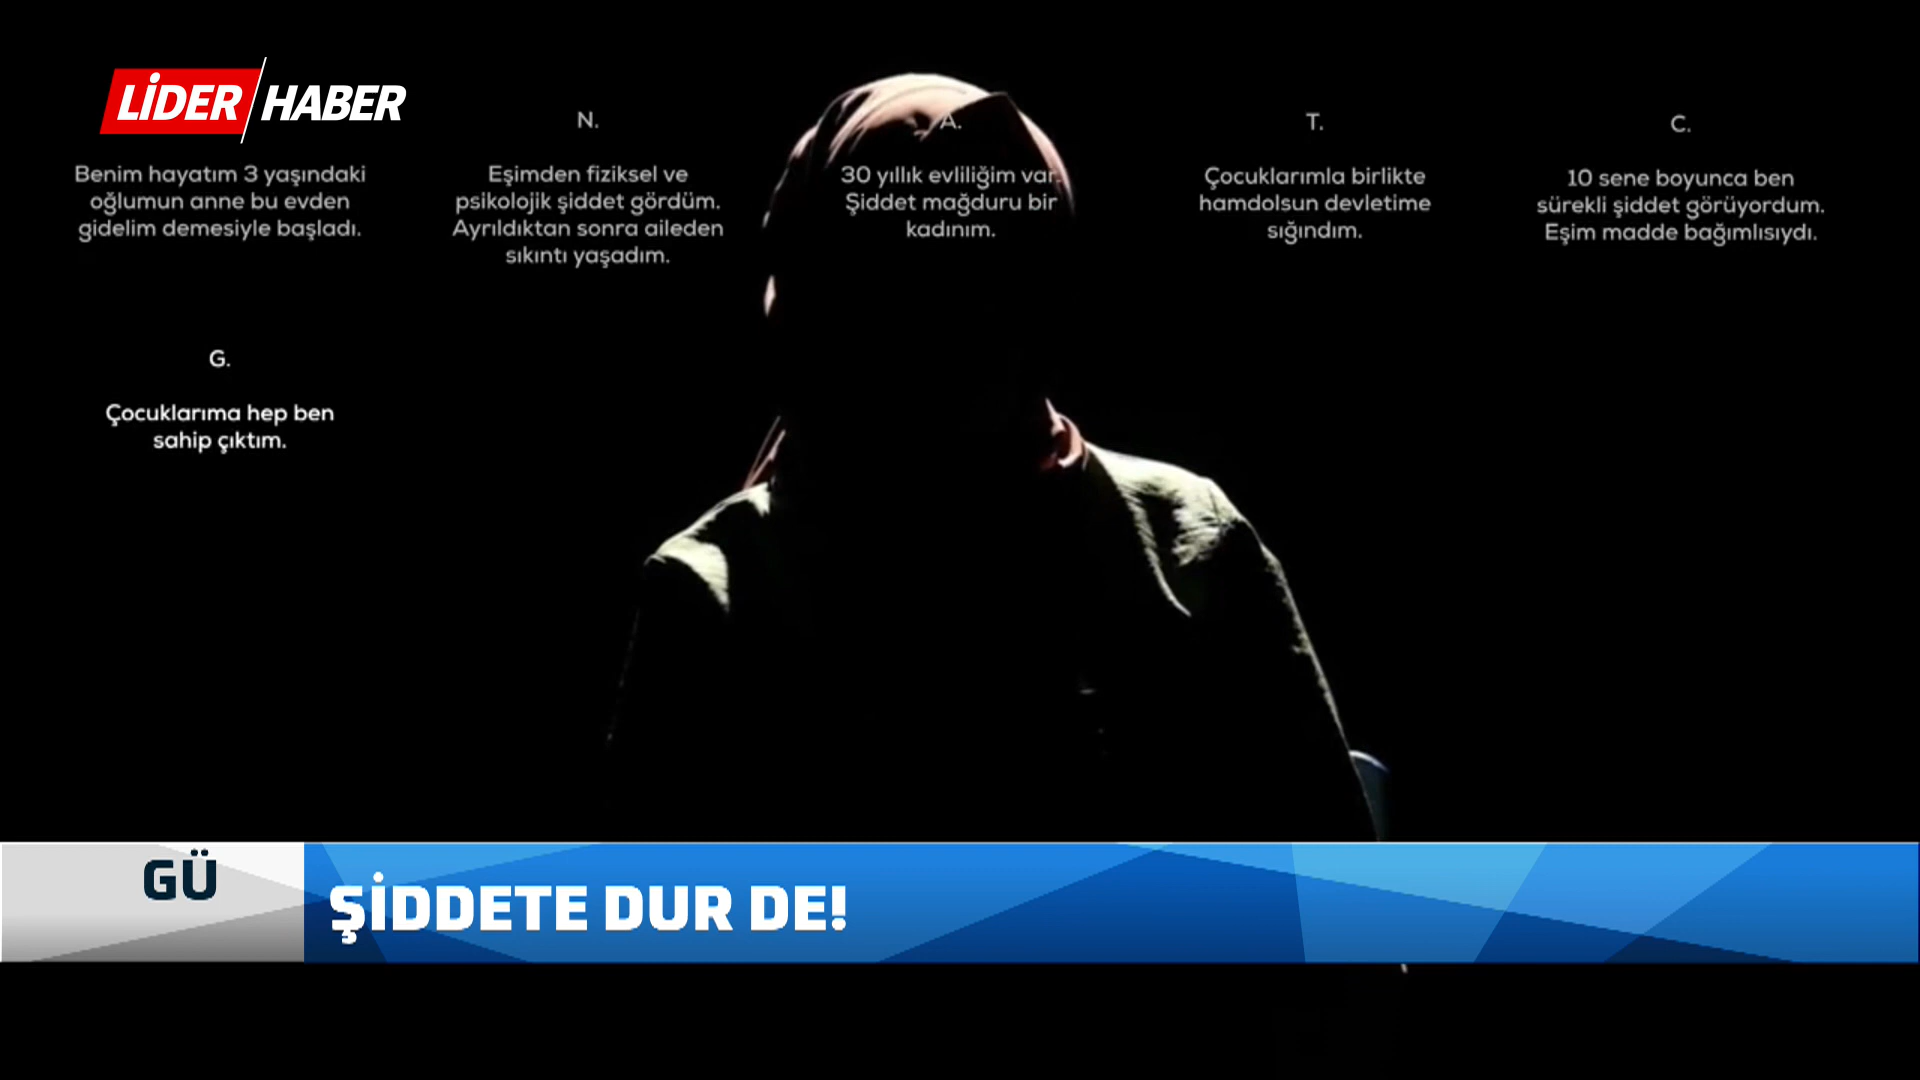 LİDER HABER
Benim hayatım 3 yaşındaki
oğlumun anne bu evden
gidelim demesiyle başladı.
N.
Eşimden fiziksel ve
psikolojik şiddet gördüm.
Ayrıldıktan sonra aileden
sıkıntı yaşadım.
A.
30 yıllık evliliğim var.
Şiddet mağduru bir
kadınım.
T.
Çocuklarımla birlikte
hamdolsun devletime
sığındım.
C.
10 sene boyunca ben
sürekli şiddet görüyordum.
Eşim madde bağımlısıydı.
G.
Çocuklarıma hep ben
sahip çıktım.
GÜ
ŞİDDETE DUR DE!